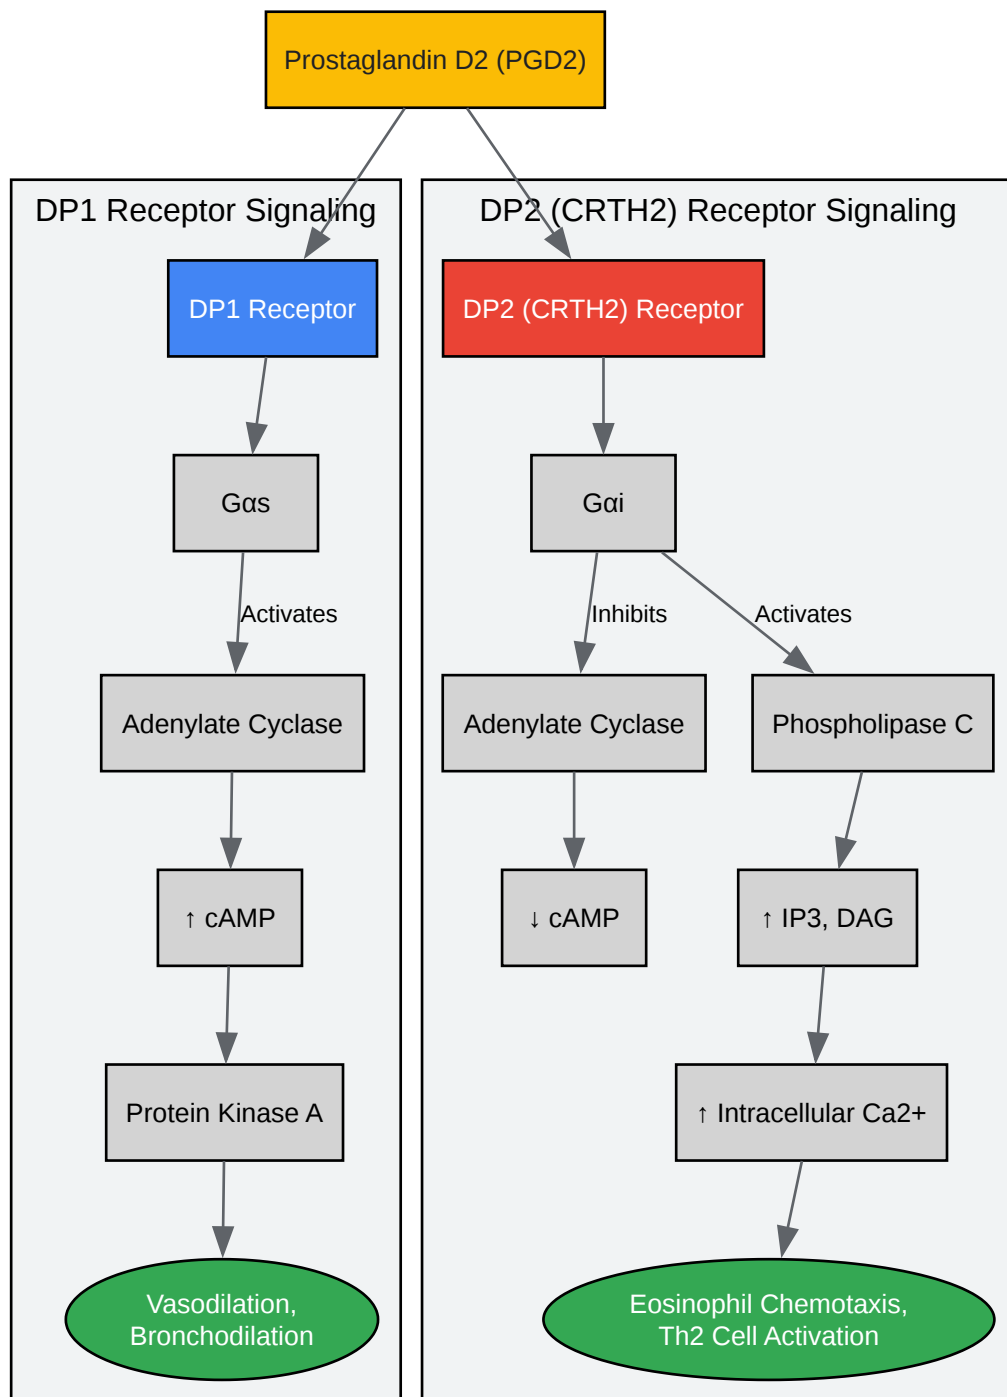 Prostaglandin D2 (PGD2)
DP1 Receptor Signaling
DP1 Receptor
Gαs
Activates
Adenylate Cyclase
↑ cAMP
Protein Kinase A
Vasodilation,
Bronchodilation
DP2 (CRTH2) Receptor Signaling
DP2 (CRTH2) Receptor
Gαi
Inhibits
Activates
Adenylate Cyclase
Phospholipase C
↓ cAMP
↑ IP3, DAG
↑ Intracellular Ca2+
Eosinophil Chemotaxis,
Th2 Cell Activation